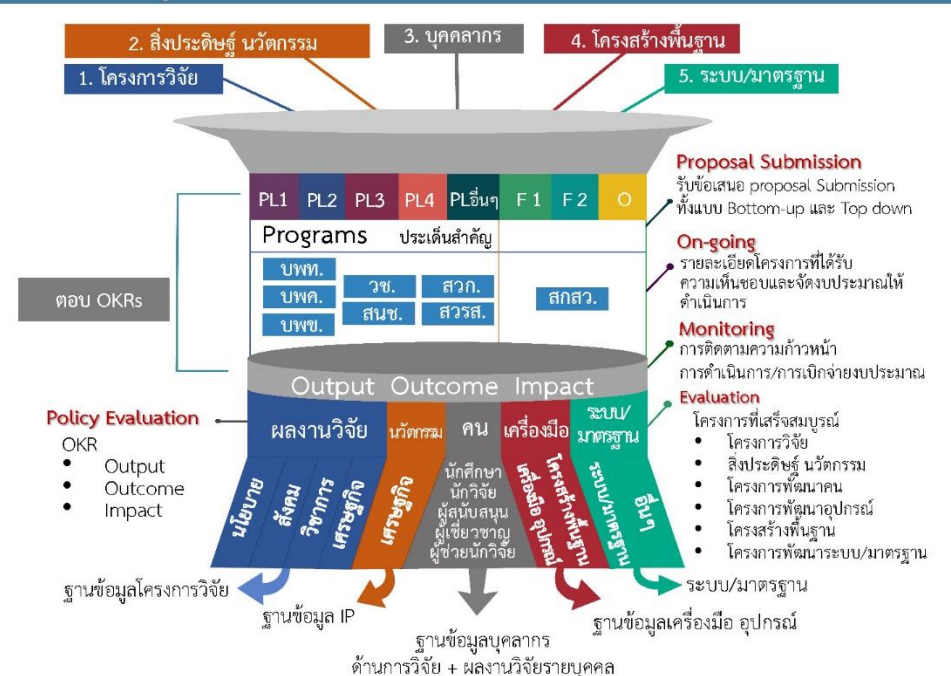 2. สิ่งประดิษฐ์ นวัตกรรม
3. บุคคลากร
4. โครงสร้างพื้นฐาน
1. โครงการวิจัย
5. ระบบ/มาตรฐาน
PL1 PL2 PL3 PL4 PLอื่นๆ F 1 F 2 O
Programs ประเด็นสำคัญ
บพท.
บพค.
บพข.
วช.
สนช.
สวก.
สวรส.
สกสว.
ตอบ OKRs
Proposal Submission
รับข้อเสนอ proposal Submission
ทั้งแบบ Bottom-up และ Top down
On-going
รายละเอียดโครงการที่ได้รับ
ความเห็นชอบและจัดงบประมาณให้
ดำเนินการ
Monitoring
การติดตามความก้าวหน้า
การดำเนินการ/การเบิกจ่ายงบประมาณ
Output Outcome Impact
Policy Evaluation
OKR
• Output
• Outcome
• Impact
ผลงานวิจัย
นวัตกรรม
คน
เครื่องมือ
ระบบ/
มาตรฐาน
นโยบาย
สังคม
วิชาการ
เศรษฐกิจ
เศรษฐกิจ
นักศึกษา
นักวิจัย
ผู้สนับสนุน
ผู้เชี่ยวชาญ
ผู้ช่วยนักวิจัย
เครื่องมือ อุปกรณ์
โครงสร้างพื้นฐาน
ระบบ/มาตรฐาน
อื่นๆ
Evaluation
โครงการที่เสร็จสมบูรณ์
• โครงการวิจัย
• สิ่งประดิษฐ์ นวัตกรรม
• โครงการพัฒนาคน
• โครงการพัฒนาอุปกรณ์
• โครงสร้างพื้นฐาน
• โครงการพัฒนาระบบ/มาตรฐาน
ฐานข้อมูลโครงการวิจัย
ฐานข้อมูล IP
ฐานข้อมูลบุคลากร
ด้านการวิจัย + ผลงานวิจัยรายบุคคล
ฐานข้อมูลเครื่องมือ อุปกรณ์
ระบบ/มาตรฐาน